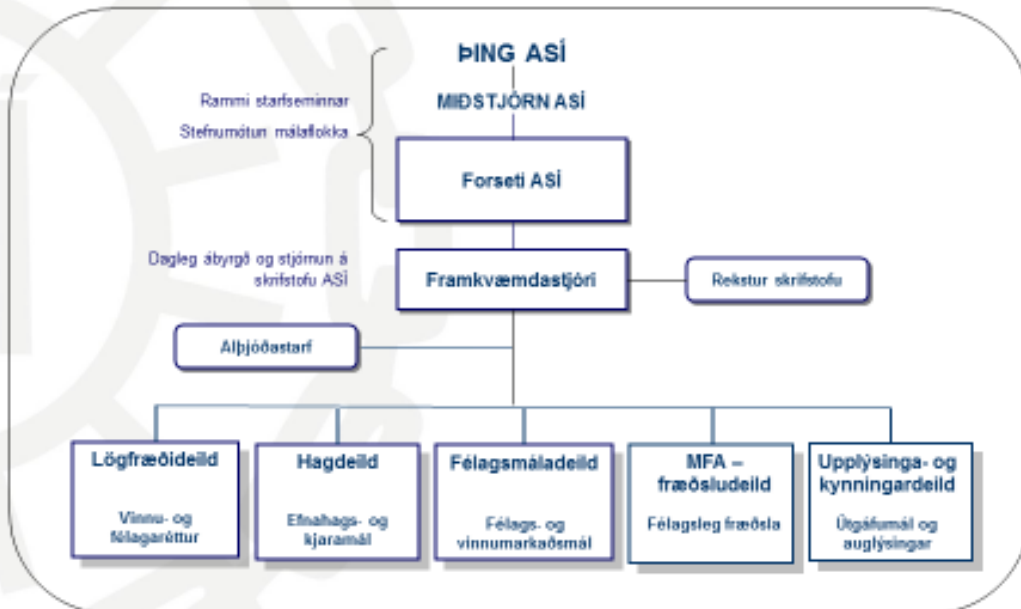 ÞING ASÍ
Rammi starfseminnar
MIÐSTJÓRN ASÍ
Stefnumótun málaflokka
Forseti ASÍ
Dagleg ábyrgð og stjórnun á
skrifstofu ASÍ
Framkvæmdastjóri
Rekstur skrifstofu
Alþjóðastarf
Lögfræðideild
Vinnu- og
félagaréttur
Hagdeild
Efnahags- og
kjaramál
Félagsmáladeild
Félags- og
vinnumarkaðsmál
MFA –
fræðsludeild
Félagsleg fræðsla
Upplýsinga- og
kynningardeild
Útgáfumál og
auglýsingar